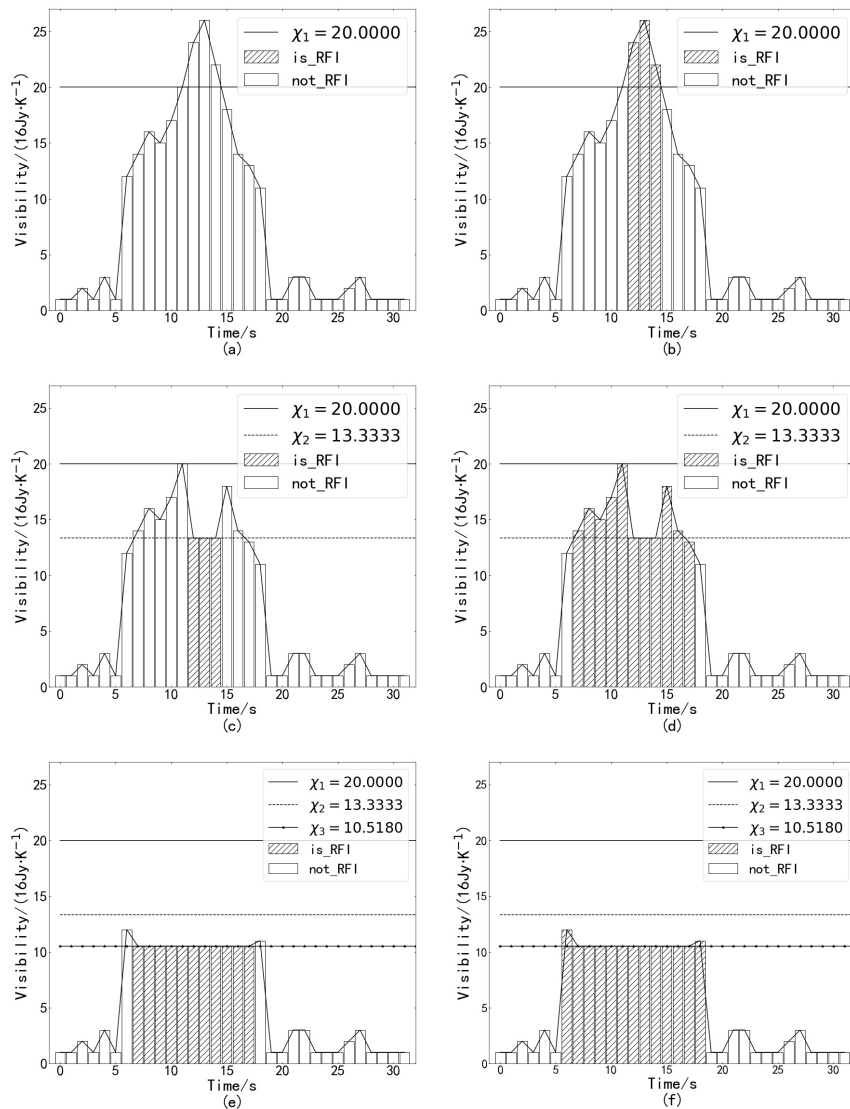 Visibility/(16Jy·K⁻¹)
25
20
15
10
5
0
χ₁ = 20.0000
is_RFI
not_RFI
0 5 10 15 20 25 30
Time/s
(a)
Visibility/(16Jy·K⁻¹)
25
20
15
10
5
0
χ₁ = 20.0000
is_RFI
not_RFI
0 5 10 15 20 25 30
Time/s
(b)
Visibility/(16Jy·K⁻¹)
25
20
15
10
5
0
χ₁ = 20.0000
χ₂ = 13.3333
is_RFI
not_RFI
0 5 10 15 20 25 30
Time/s
(c)
Visibility/(16Jy·K⁻¹)
25
20
15
10
5
0
χ₁ = 20.0000
χ₂ = 13.3333
is_RFI
not_RFI
0 5 10 15 20 25 30
Time/s
(d)
Visibility/(16Jy·K⁻¹)
25
20
15
10
5
0
χ₁ = 20.0000
χ₂ = 13.3333
χ₃ = 10.5180
is_RFI
not_RFI
0 5 10 15 20 25 30
Time/s
(e)
Visibility/(16Jy·K⁻¹)
25
20
15
10
5
0
χ₁ = 20.0000
χ₂ = 13.3333
χ₃ = 10.5180
is_RFI
not_RFI
0 5 10 15 20 25 30
Time/s
(f)